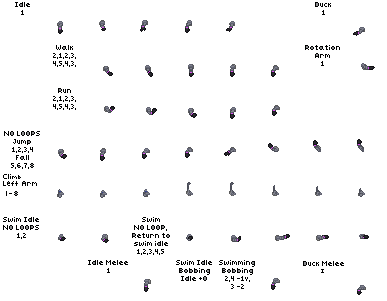 Idle
1
Duck
1
Walk
2,1,2,3,
4,5,4,3,
Rotation
Arm
1
Run
2,1,2,3,
4,5,4,3,
NO LOOPS
Jump
1,2,3,4
Fall
5,6,7,8
Climb
Left Arm
1-8
Swim Idle
NO LOOPS
1,2
Swim
NO LOOP,
Return to
swim idle
1,2,3,4,5
Idle Melee
1
Swim Idle
Bobbing
Idle +0
Swimming
Bobbing
2,4 -1v,
3 -2
Duck Melee
1